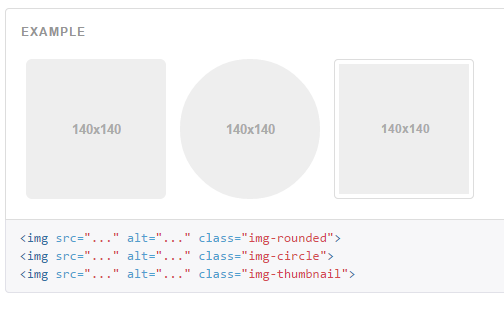 EXAMPLE
140x140 140x140 140x140
<img src="..." alt="..." class="img-rounded">
<img src="..." alt="..." class="img-circle">
<img src="..." alt="..." class="img-thumbnail">